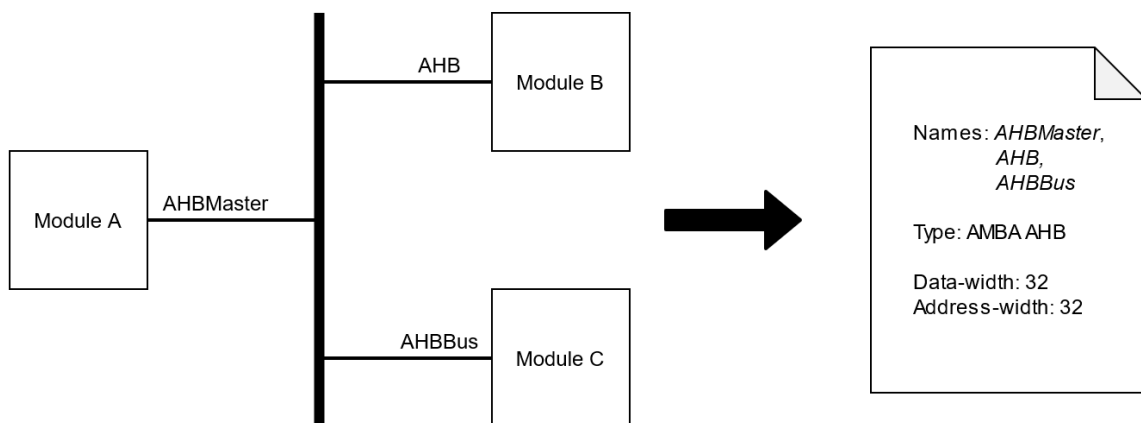 AHB
Module B
AHBMaster
Module A
AHBBus
Module C
Names: AHBMaster,
AHB,
AHBBus
Type: AMBA AHB
Data-width: 32
Address-width: 32